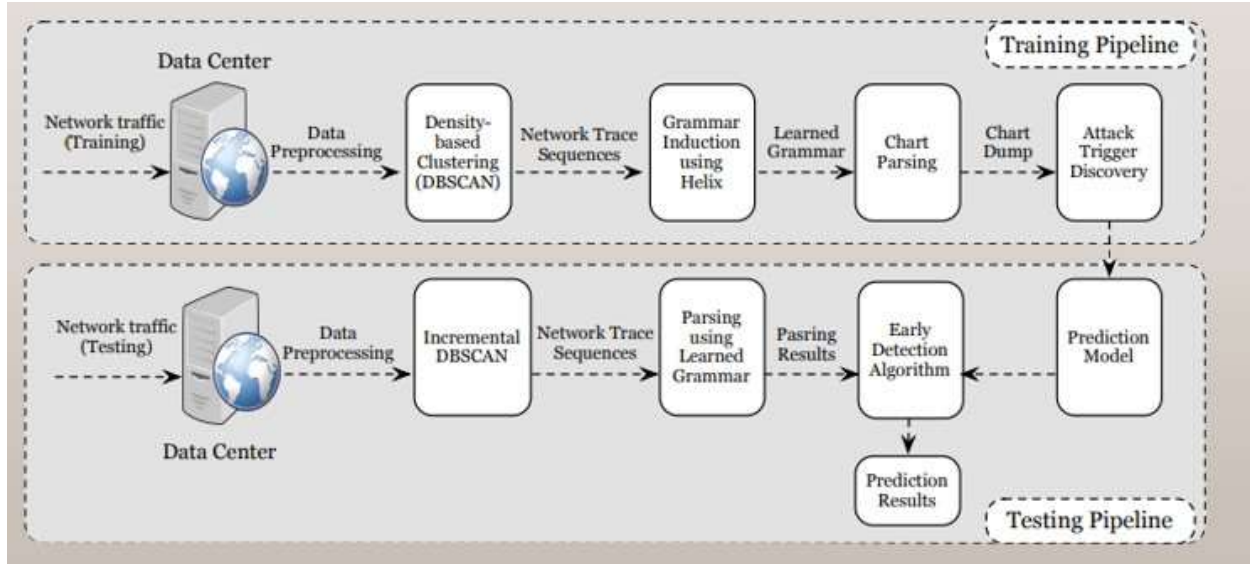 Training Pipeline
Data Center
Network traffic
(Training)
Data
Preprocessing
Density-
based
Clustering
(DBSCAN)
Network Trace
Sequences
Grammar
Induction
using
Helix
Learned
Grammar
Chart
Parsing
Chart
Dump
Attack
Trigger
Discovery
Network traffic
(Testing)
Data
Preprocessing
Incremental
DBSCAN
Network Trace
Sequences
Parsing
using
Learned
Grammar
Pasring
Results
Early
Detection
Algorithm
Prediction
Model
Data Center
Prediction
Results
Testing Pipeline